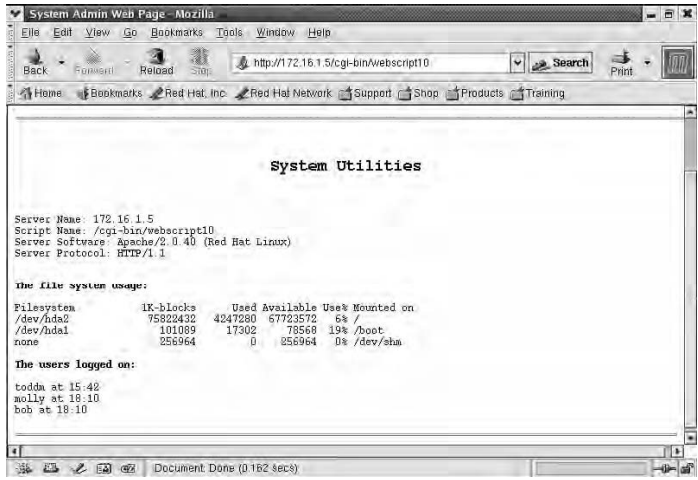 System Admin Web Page - Mozilla
File Edit View Go Bookmarks Tools Window Help
Back Forward Reload Stop http://172.16.1.5/cgi-bin/webscript10 Search Print
Home Bookmarks Red Hat, Inc. Red Hat Network Support Shop Products Training
System Utilities
Server Name: 172.16.1.5
Script Name: /cgi-bin/webscript10
Server Software: Apache/2.0.40 (Red Hat Linux)
Server Protocol: HTTP/1.1
The file system usage:
Filesystem 1K-blocks Used Available Use% Mounted on
/dev/hda2 75822432 4247280 67723572 6% /
/dev/hda1 101089 17302 78568 19% /boot
none 256964 0 256964 0% /dev/shm
The users logged on:
toddm at 15:42
molly at 18:10
bob at 18:10
Document: Done (0.162 secs)